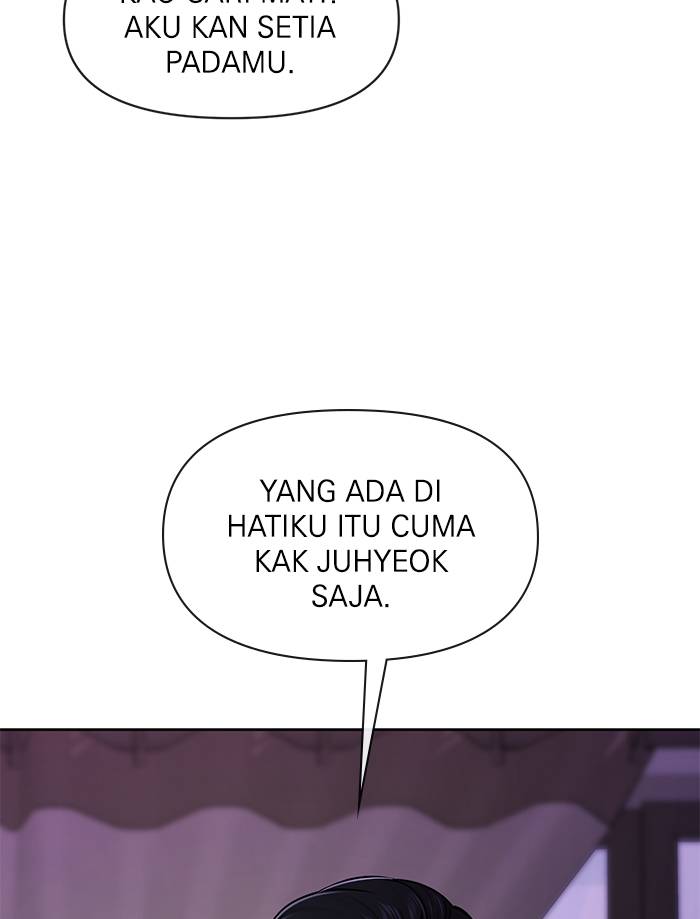 AKU KAN SETIA
PADAMU.
YANG ADA DI
HATIKU ITU CUMA
KAK JUHYEOK
SAJA.